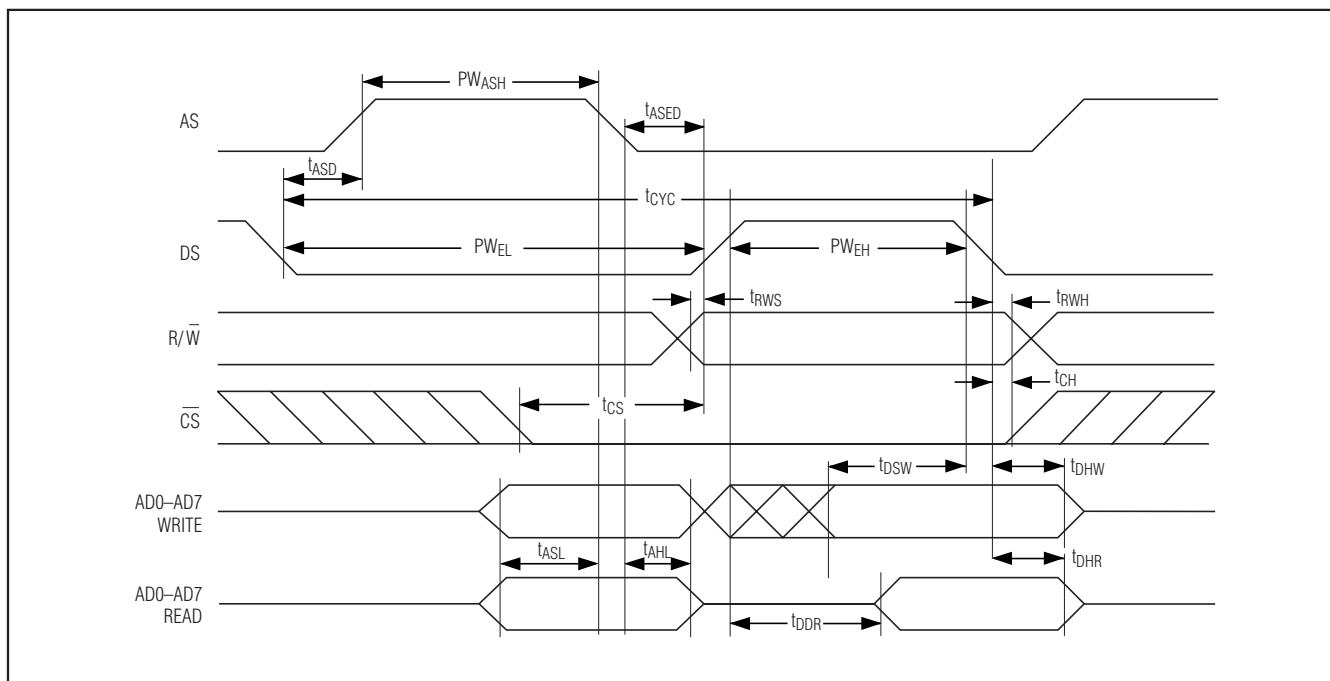 PWASH
AS
tASED
tASD
tCYC
DS
PWEL
PWEH
tRWS
tRWH
R/W̅
tCH
C̅S̅
tCS
tDSW
tDHW
AD0–AD7
WRITE
tASL
tAHL
tDHR
AD0–AD7
READ
tDDR